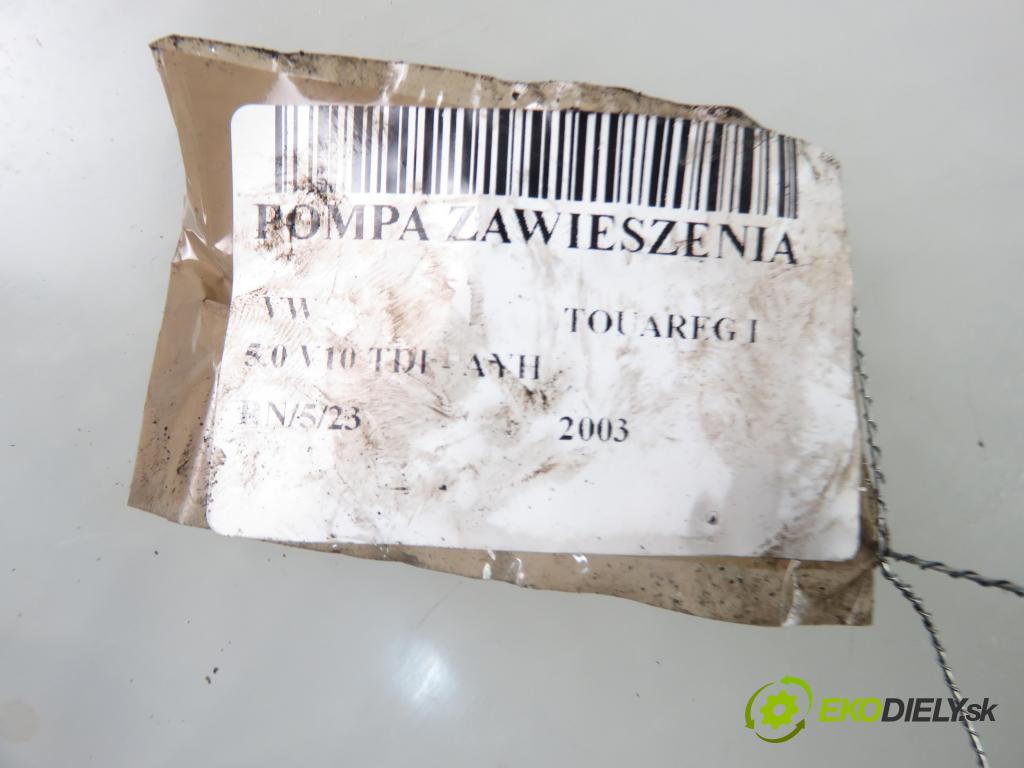 POMPA ZAWIESZENIA
VW TOUAREG I
5.0 V10 TDI - AYH
RN/5/23 2003
EKODIELY.sk